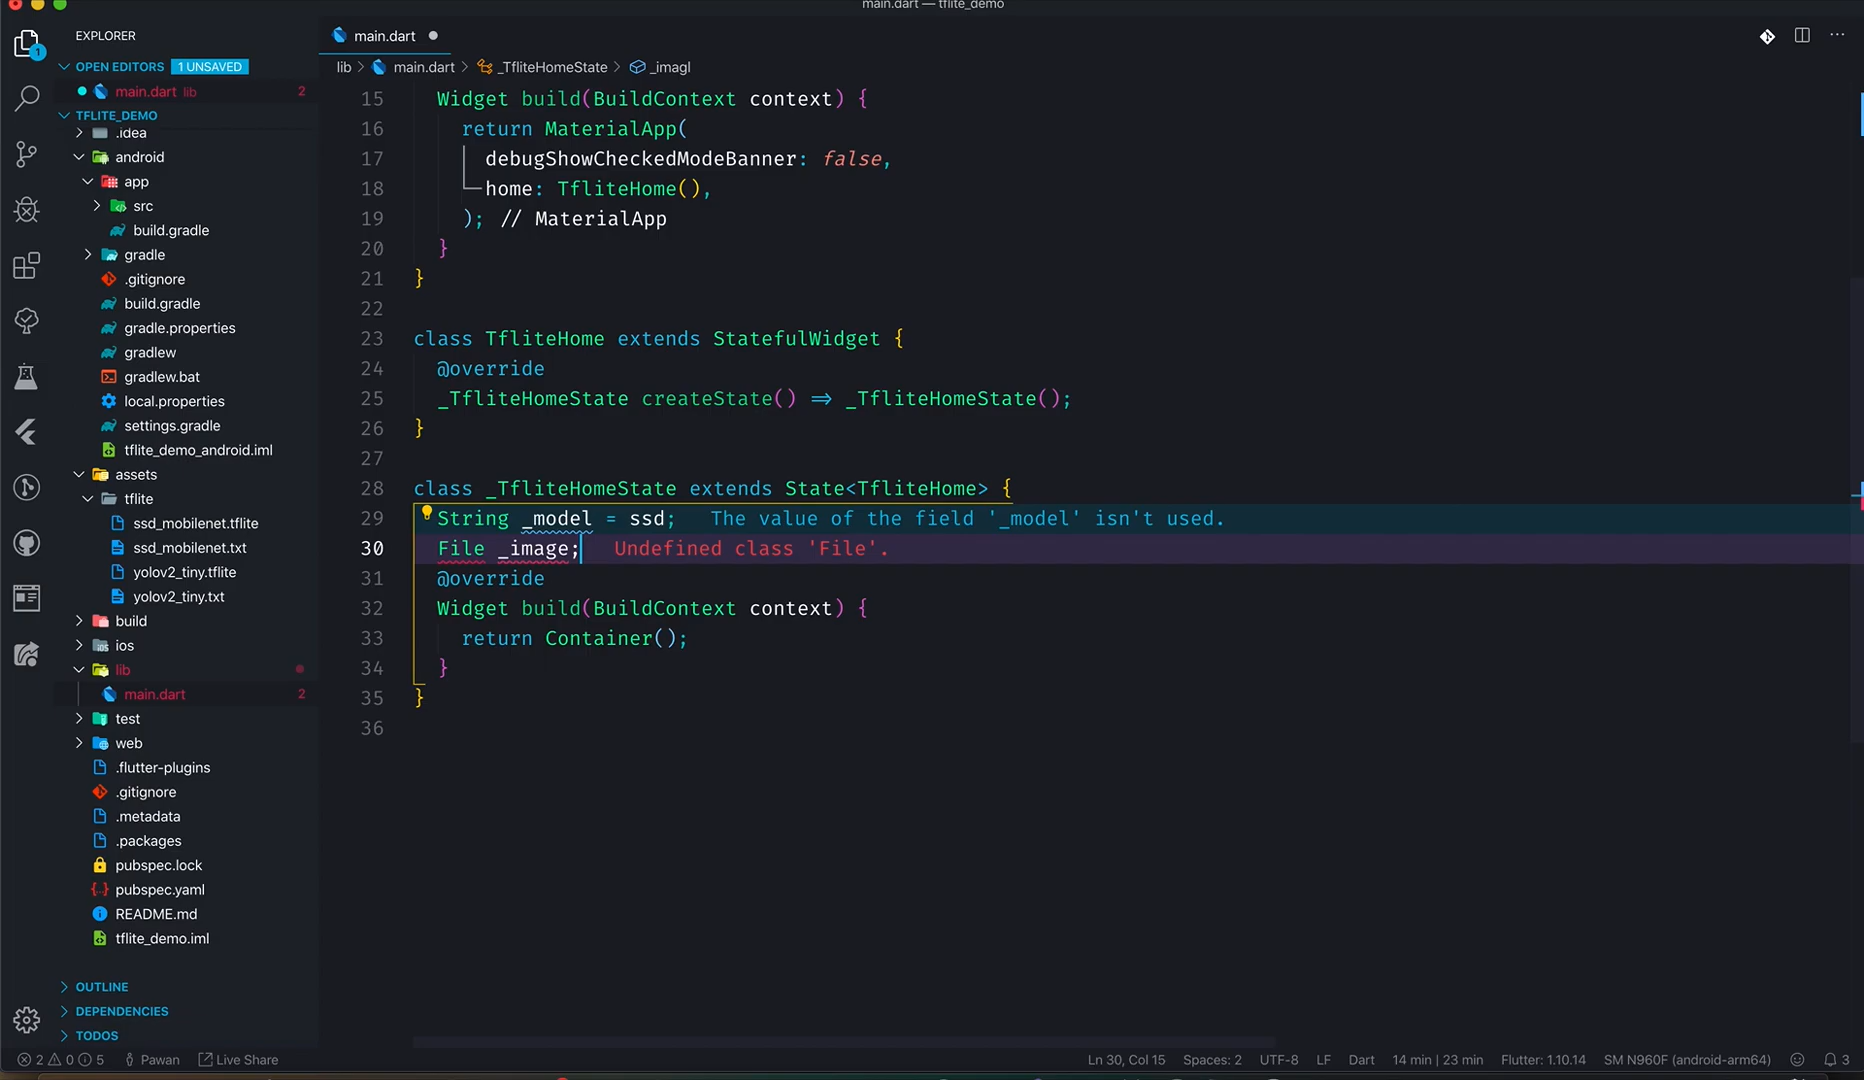 main.dart — tflite_demo
EXPLORER
OPEN EDITORS 1 UNSAVED
main.dart lib 2
TFLITE_DEMO
.idea
android
app
src
build.gradle
gradle
.gitignore
build.gradle
gradle.properties
gradlew
gradlew.bat
local.properties
settings.gradle
tflite_demo_android.iml
assets
tflite
ssd_mobilenet.tflite
ssd_mobilenet.txt
yolov2_tiny.tflite
yolov2_tiny.txt
build
ios
lib
main.dart 2
test
web
.flutter-plugins
.gitignore
.metadata
.packages
pubspec.lock
pubspec.yaml
README.md
tflite_demo.iml
OUTLINE
DEPENDENCIES
TODOS
1
main.dart
lib > main.dart > _TfliteHomeState > _imagl
15 Widget build(BuildContext context) {
16 return MaterialApp(
17 debugShowCheckedModeBanner: false,
18 home: TfliteHome(),
19 ); // MaterialApp
20 }
21 }
22
23 class TfliteHome extends StatefulWidget {
24 @override
25 _TfliteHomeState createState() => _TfliteHomeState();
26 }
27
28 class _TfliteHomeState extends State<TfliteHome> {
29 String _model = ssd; The value of the field '_model' isn't used.
30 File _image; Undefined class 'File'.
31 @override
32 Widget build(BuildContext context) {
33 return Container();
34 }
35 }
36
2 0 5 Pawan Live Share Ln 30, Col 15 Spaces: 2 UTF-8 LF Dart 14 min | 23 min Flutter: 1.10.14 SM N960F (android-arm64) 3